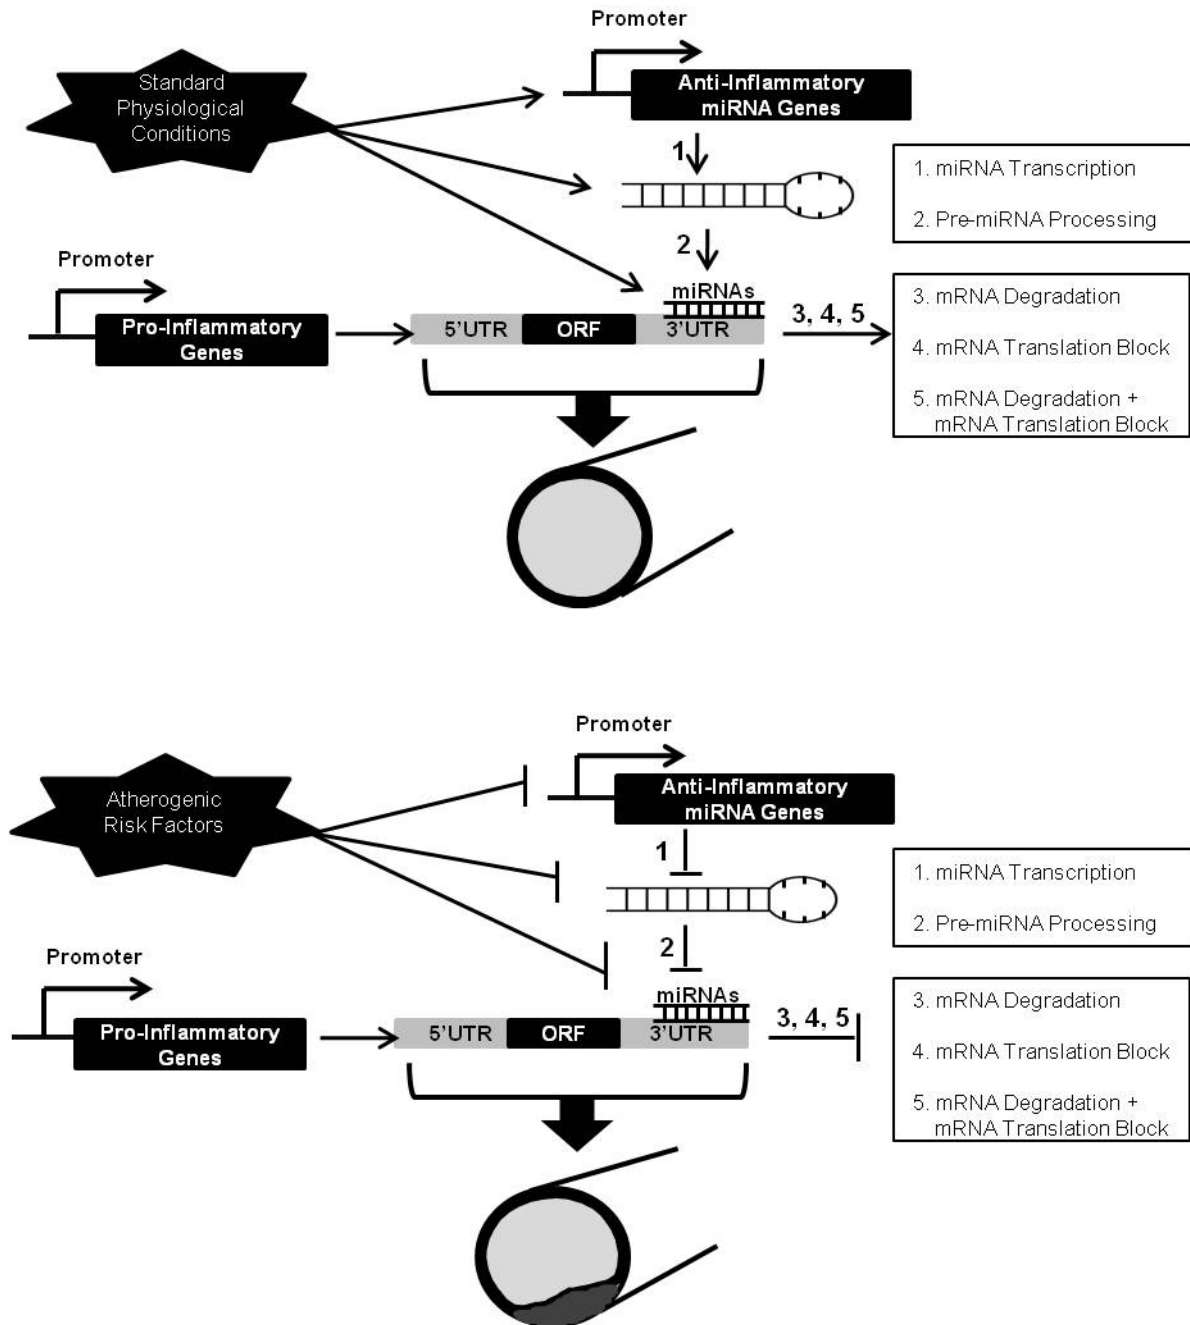 Promoter
Standard
Physiological
Conditions
Anti-Inflammatory
miRNA Genes
1
1. miRNA Transcription
2. Pre-miRNA Processing
2
Promoter
miRNAs
Pro-Inflammatory
Genes
5'UTR ORF 3'UTR
3, 4, 5
3. mRNA Degradation
4. mRNA Translation Block
5. mRNA Degradation +
mRNA Translation Block
Promoter
Atherogenic
Risk Factors
Anti-Inflammatory
miRNA Genes
1
1. miRNA Transcription
2. Pre-miRNA Processing
2
Promoter
miRNAs
Pro-Inflammatory
Genes
5'UTR ORF 3'UTR
3, 4, 5
3. mRNA Degradation
4. mRNA Translation Block
5. mRNA Degradation +
mRNA Translation Block